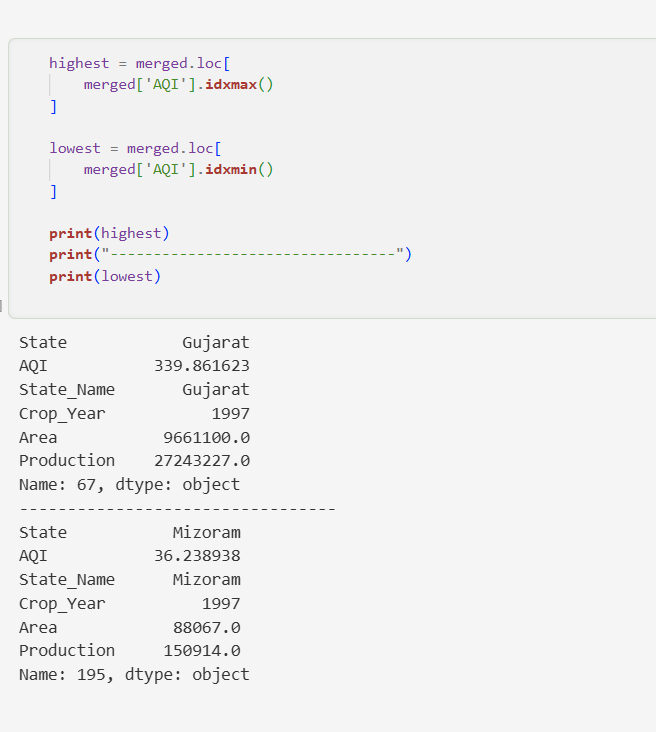 highest = merged.loc[
    merged['AQI'].idxmax()
]
lowest = merged.loc[
    merged['AQI'].idxmin()
]
print(highest)
print("---------------------------------")
print(lowest)
State            Gujarat
AQI           339.861623
State_Name       Gujarat
Crop_Year           1997
Area           9661100.0
Production    27243227.0
Name: 67, dtype: object
---------------------------------
State           Mizoram
AQI           36.238938
State_Name      Mizoram
Crop_Year          1997
Area            88067.0
Production     150914.0
Name: 195, dtype: object